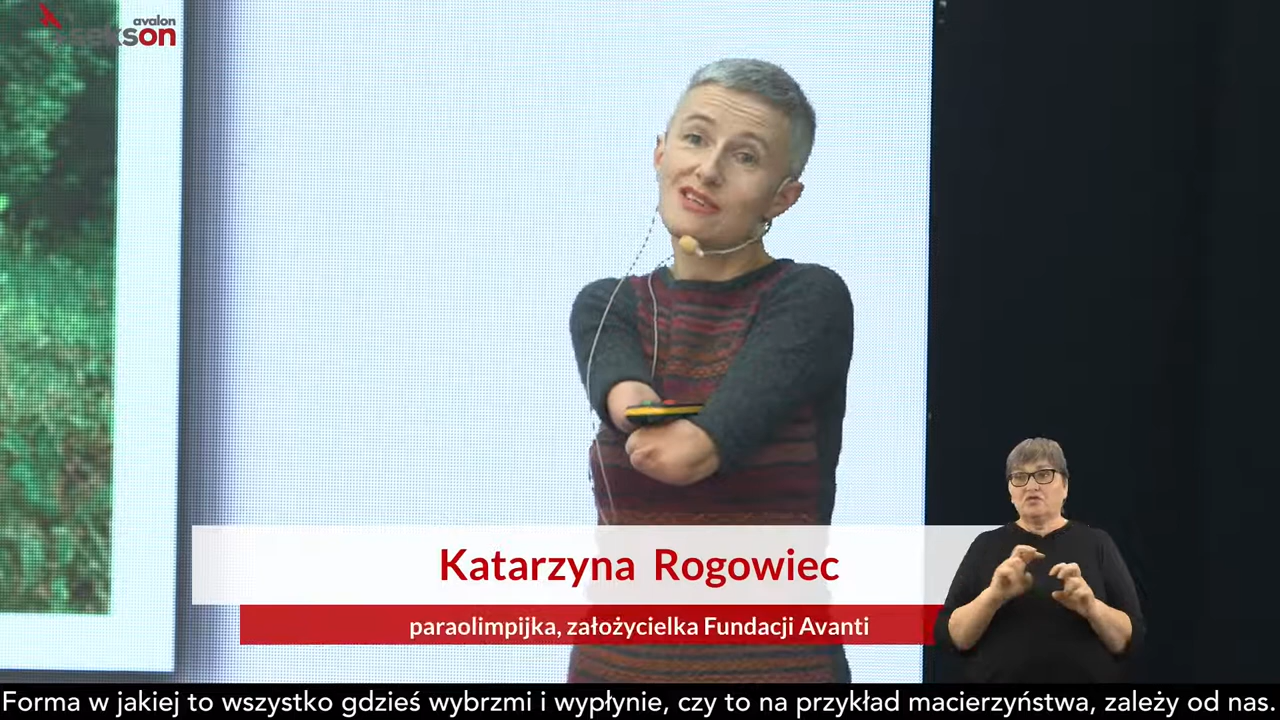 avalon
sekson
Katarzyna Rogowiec
paraolimpijka, założycielka Fundacji Avanti
Forma w jakiej to wszystko gdzieś wybrzmi i wypłynie, czy to na przykład macierzyństwa, zależy od nas.